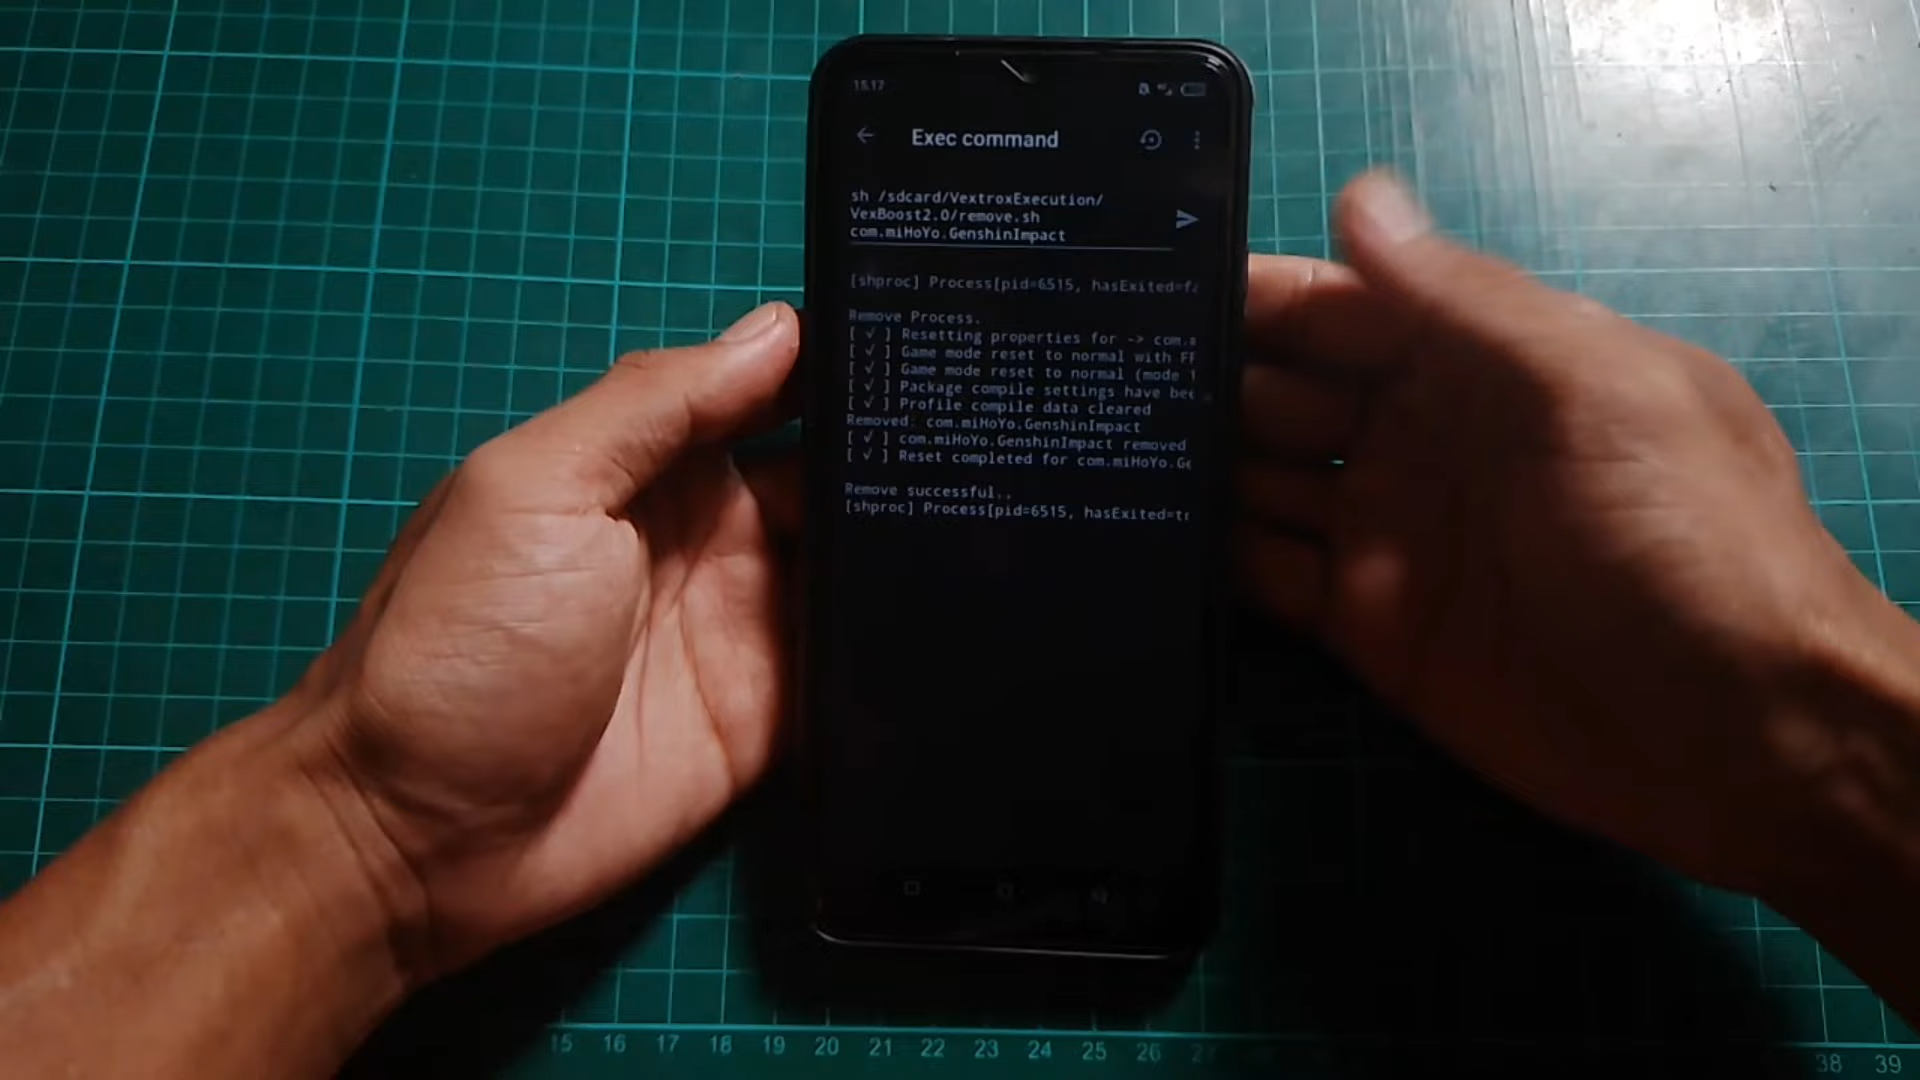 15.17
Exec command
sh /sdcard/VextroxExecution/
VexBoost2.0/remove.sh
com.miHoYo.GenshinImpact
[shproc] Process[pid=6515, hasExited=fa
Remove Process.
[ √ ] Resetting properties for -> com.m
[ √ ] Game mode reset to normal with FP
[ √ ] Game mode reset to normal (mode 1
[ √ ] Package compile settings have bee
[ √ ] Profile compile data cleared
Removed: com.miHoYo.GenshinImpact
[ √ ] com.miHoYo.GenshinImpact removed
[ √ ] Reset completed for com.miHoYo.Ge
Remove successful..
[shproc] Process[pid=6515, hasExited=tr
15 16 17 18 19 20 21 22 23 24 25 26 27 38 39